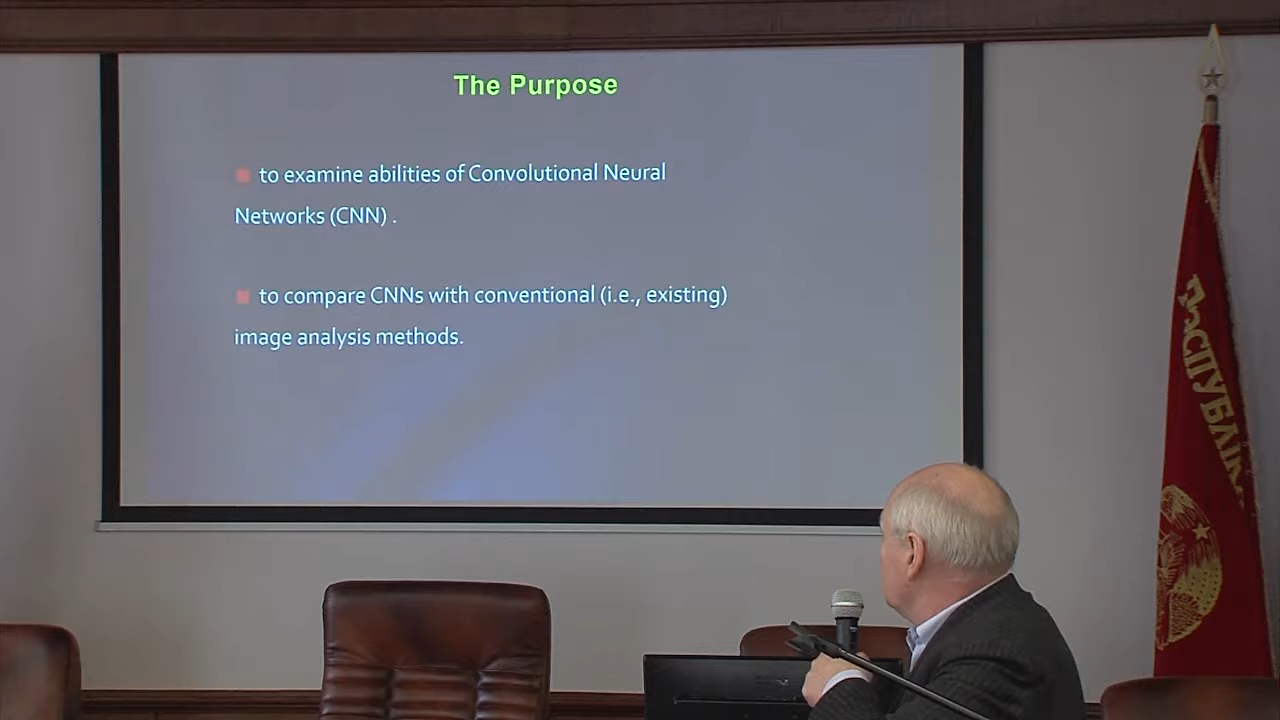 The Purpose
to examine abilities of Convolutional Neural
Networks (CNN) .
to compare CNNs with conventional (i.e., existing)
image analysis methods.